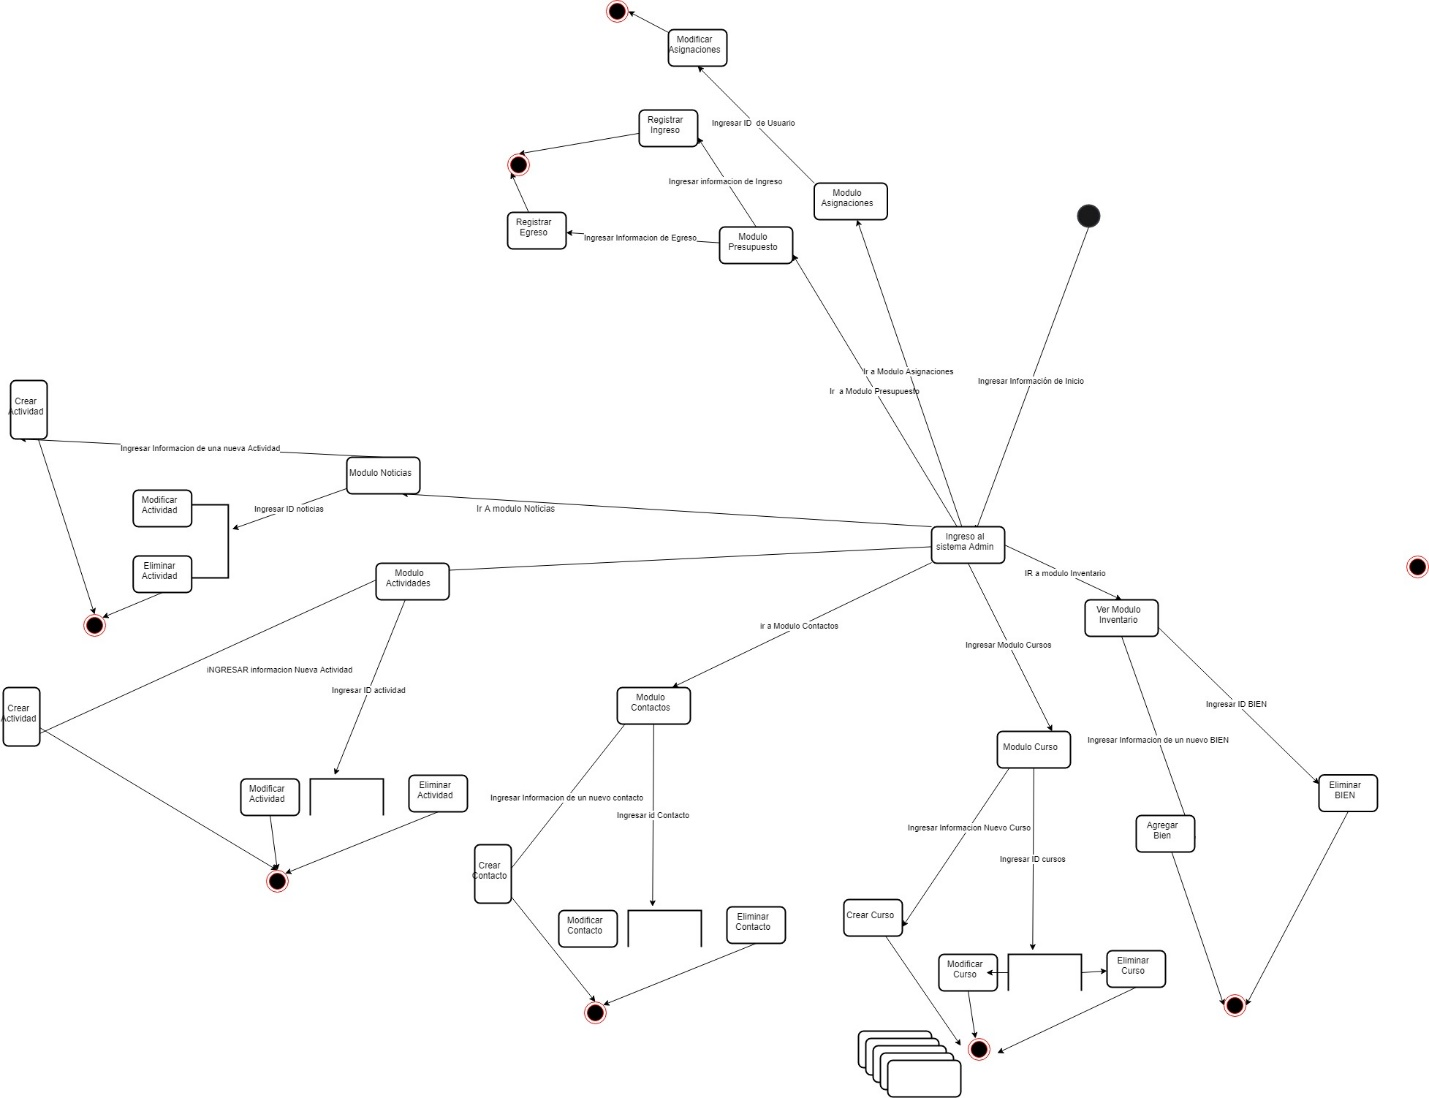 Modificar
Asignaciones
Registrar
Ingreso
Ingresar ID  de Usuario
Ingresar informacion de Ingreso
Modulo
Asignaciones
Registrar
Egreso
Ingresar Informacion de Egreso
Modulo
Presupuesto
Ir a Modulo Asignaciones
Ir  a Modulo Presupuesto
Ingresar Información de Inicio
Crear
Actividad
Ingresar Informacion de una nueva Actividad
Modulo Noticias
Modificar
Actividad
Ingresar ID noticias
Ir A modulo Noticias
Ingreso al
sistema Admin
Eliminar
Actividad
Modulo
Actividades
IR a modulo Inventario
Ver Modulo
Inventario
ir a Modulo Contactos
Ingresar Modulo Cursos
iNGRESAR informacion Nueva Actividad
Ingresar ID actividad
Crear
Actividad
Modulo
Contactos
Ingresar ID BIEN
Modulo Curso
Ingresar Informacion de un nuevo BIEN
Modificar
Actividad
Eliminar
Actividad
Ingresar Informacion de un nuevo contacto
Ingresar id Contacto
Eliminar
BIEN
Ingresar Informacion Nuevo Curso
Agregar
Bien
Ingresar ID cursos
Crear
Contacto
Modificar
Contacto
Eliminar
Contacto
Crear Curso
Modificar
Curso
Eliminar
Curso